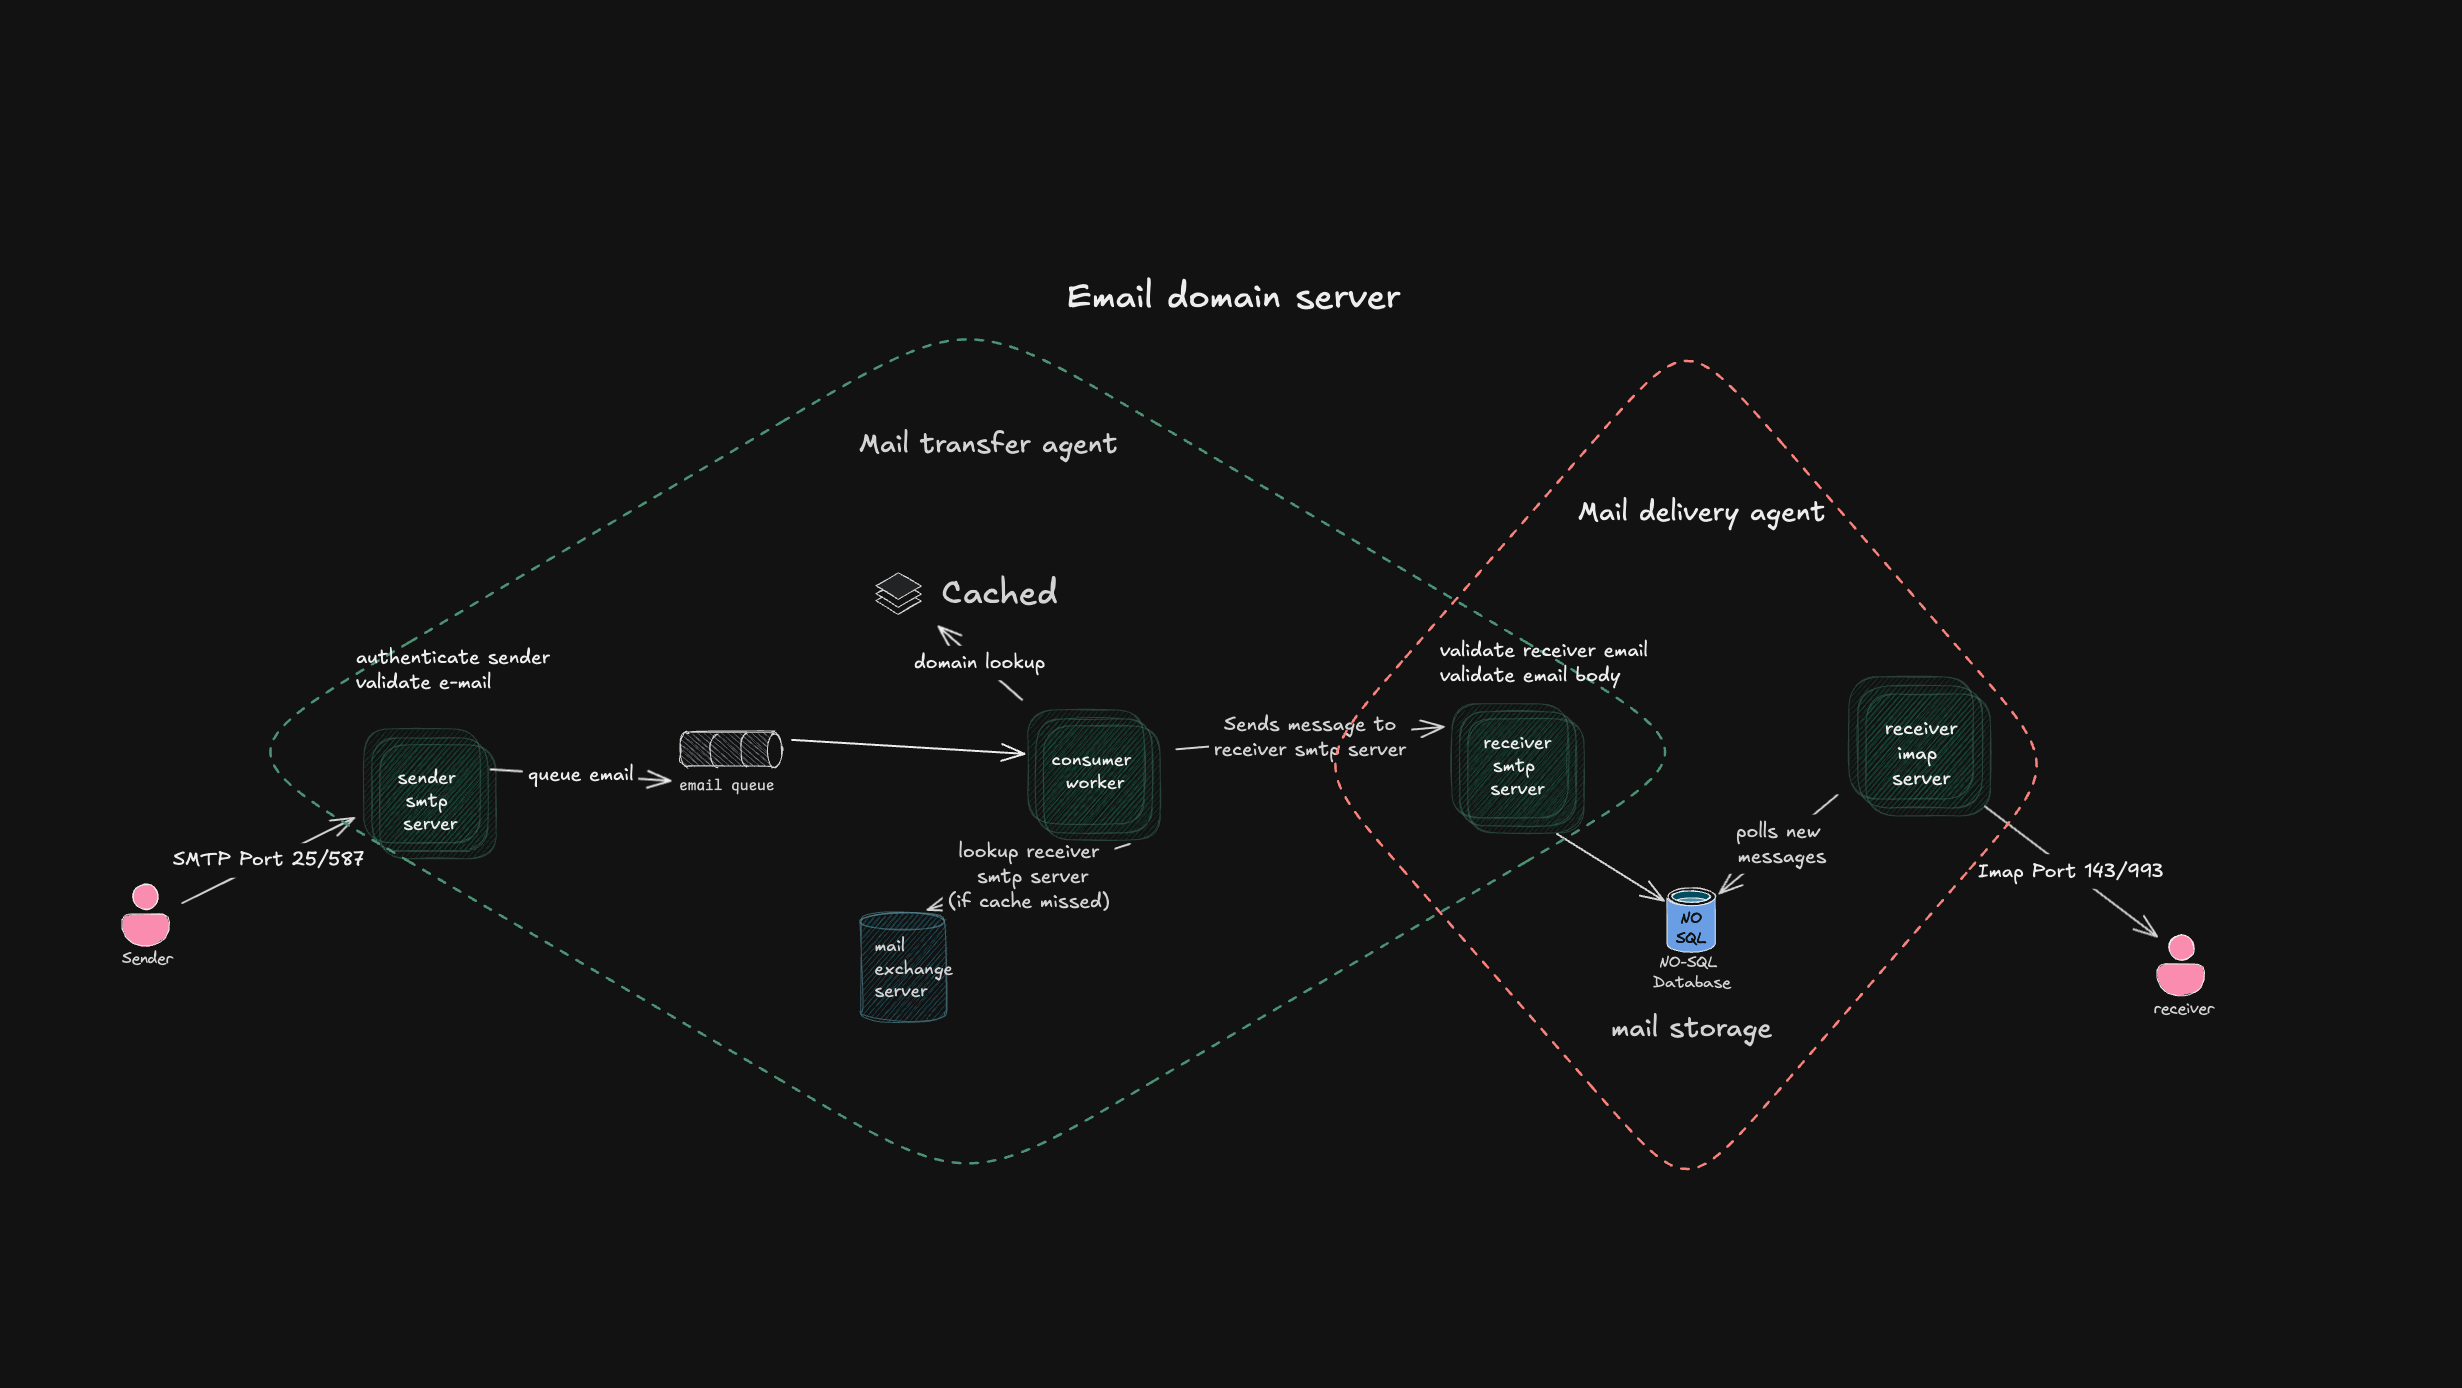 Email domain server
Mail transfer agent
Mail delivery agent
Cached
domain lookup
authenticate sender
validate e-mail
sender
smtp
server
queue email
email queue
SMTP Port 25/587
Sender
consumer
worker
lookup receiver
smtp server
(if cache missed)
mail
exchange
server
Sends message to
receiver smtp server
validate receiver email
validate email body
receiver
smtp
server
receiver
imap
server
polls new
messages
NO
SQL
NO-SQL
Database
mail storage
Imap Port 143/993
receiver